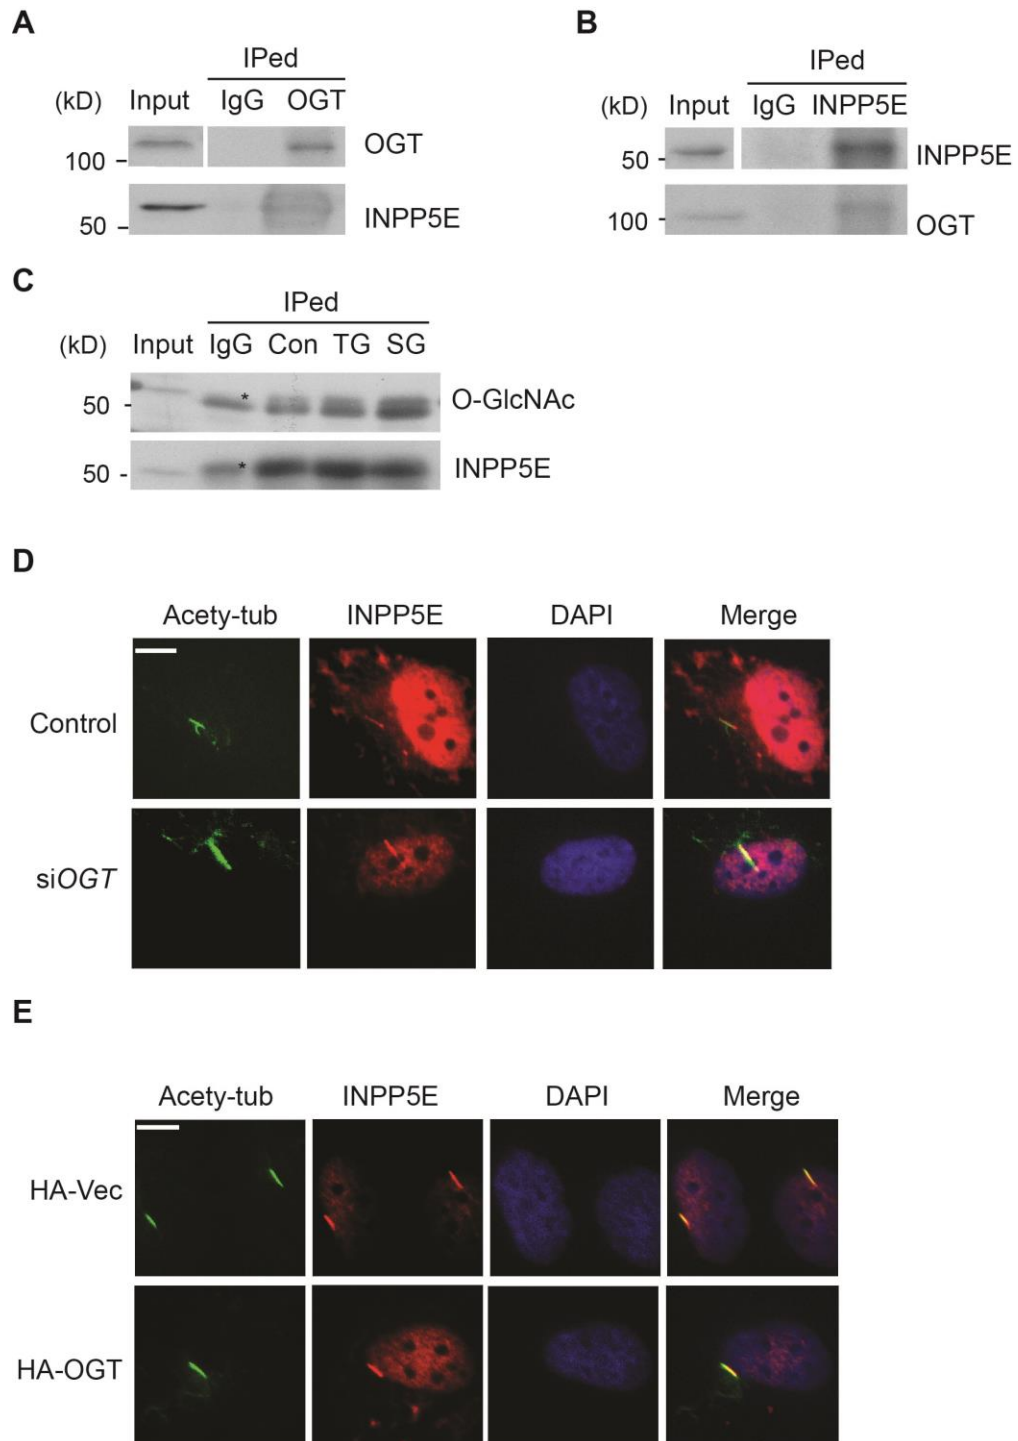 A
IPed
(kD) Input IgG OGT
100 - OGT
50 - INPP5E
B
IPed
(kD) Input IgG INPP5E
50 - INPP5E
100 - OGT
C
IPed
(kD) Input IgG Con TG SG
50 - * O-GlcNAc
50 - * INPP5E
D
Acety-tub INPP5E DAPI Merge
Control
siOGT
E
Acety-tub INPP5E DAPI Merge
HA-Vec
HA-OGT